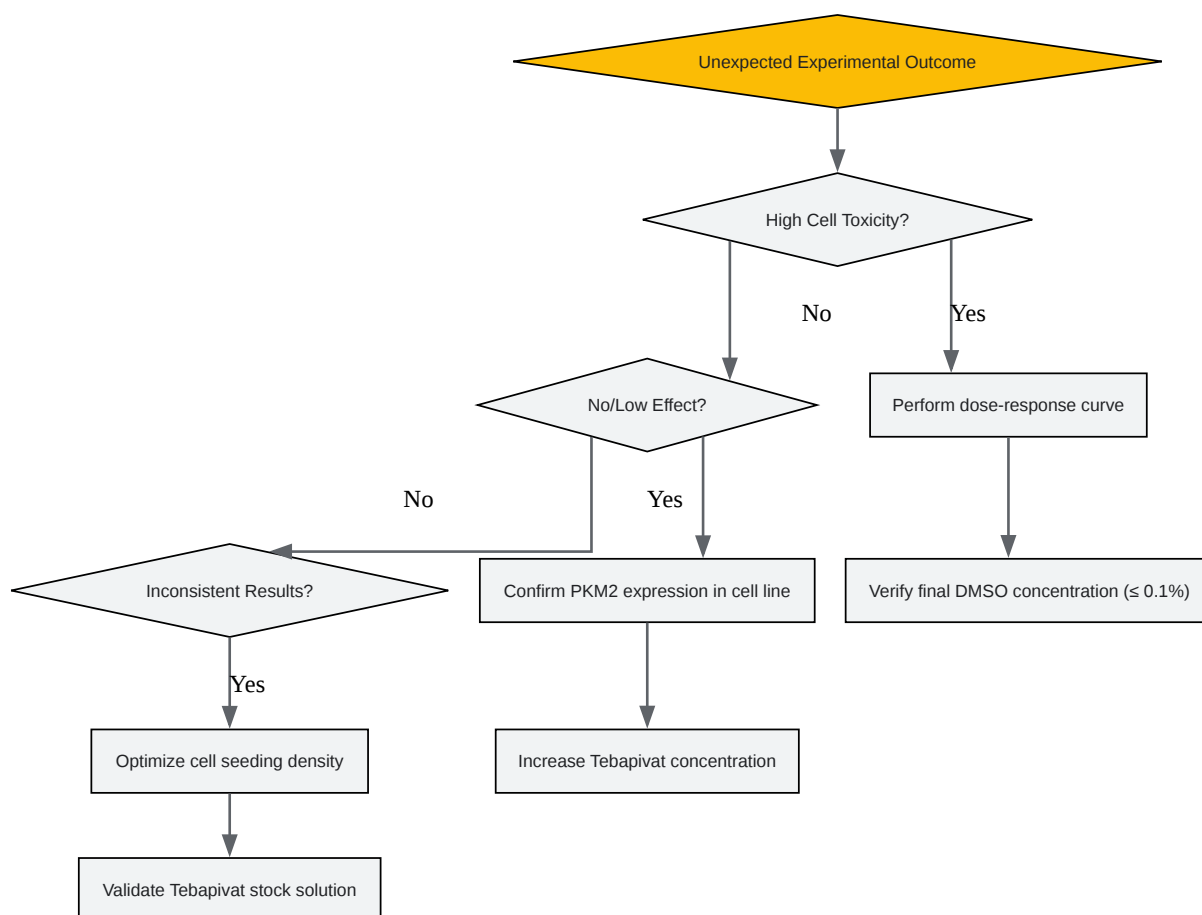 Unexpected Experimental Outcome
High Cell Toxicity?
No
Yes
No/Low Effect?
Perform dose-response curve
No
Yes
Inconsistent Results?
Confirm PKM2 expression in cell line
Verify final DMSO concentration (≤ 0.1%)
Yes
Optimize cell seeding density
Increase Tebapivat concentration
Validate Tebapivat stock solution